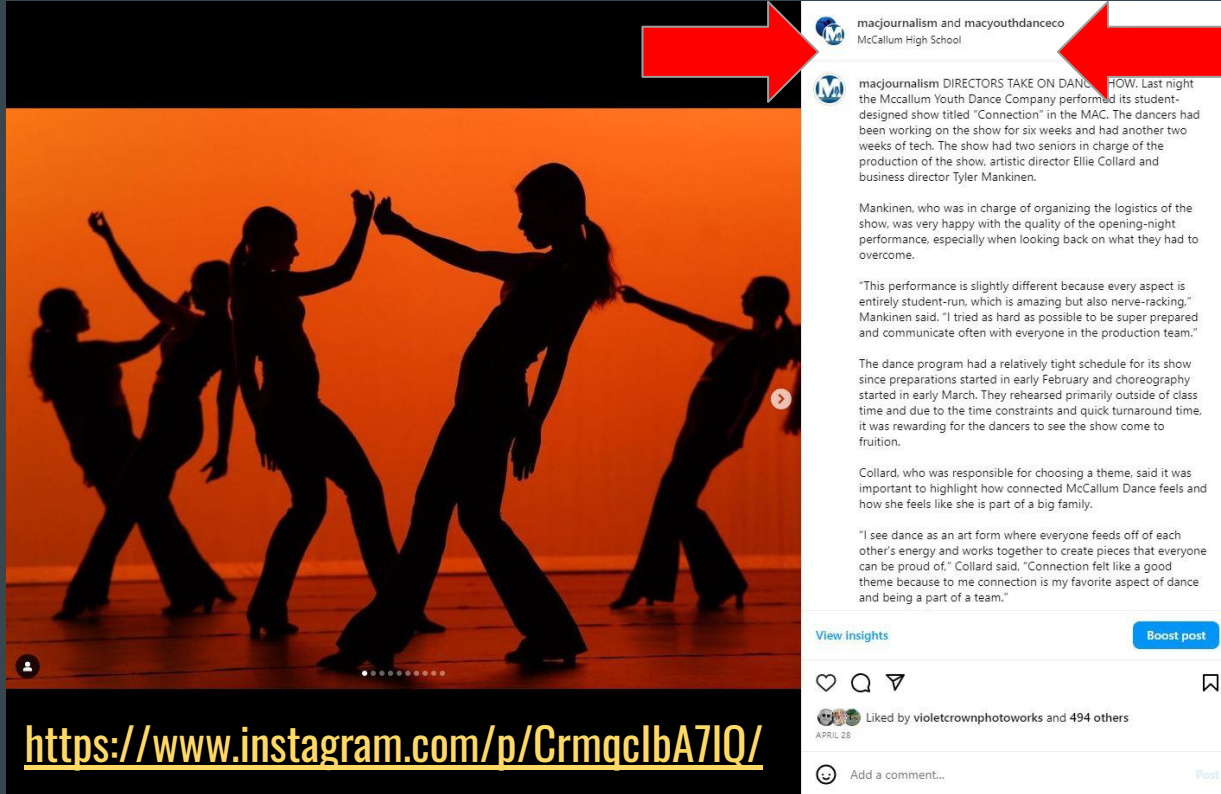 macjournalism and macyouthdanceco
McCallum High School
macjournalism DIRECTORS TAKE ON DANCE SHOW. Last night
the Mccallum Youth Dance Company performed its student-
designed show titled “Connection” in the MAC. The dancers had
been working on the show for six weeks and had another two
weeks of tech. The show had two seniors in charge of the
production of the show, artistic director Ellie Collard and
business director Tyler Mankinen.
Mankinen, who was in charge of organizing the logistics of the
show, was very happy with the quality of the opening-night
performance, especially when looking back on what they had to
overcome.
“This performance is slightly different because every aspect is
entirely student-run, which is amazing but also nerve-racking,”
Mankinen said. “I tried as hard as possible to be super prepared
and communicate often with everyone in the production team.”
The dance program had a relatively tight schedule for its show
since preparations started in early February and choreography
started in early March. They rehearsed primarily outside of class
time and due to the time constraints and quick turnaround time,
it was rewarding for the dancers to see the show come to
fruition.
Collard, who was responsible for choosing a theme, said it was
important to highlight how connected McCallum Dance feels and
how she feels like she is part of a big family.
“I see dance as an art form where everyone feeds off of each
other’s energy and works together to create pieces that everyone
can be proud of,” Collard said. “Connection felt like a good
theme because to me connection is my favorite aspect of dance
and being a part of a team.”
View insights
Boost post
Liked by violetcrownphotoworks and 494 others
APRIL 28
Add a comment...
Post
https://www.instagram.com/p/CrmqcIbA7IQ/